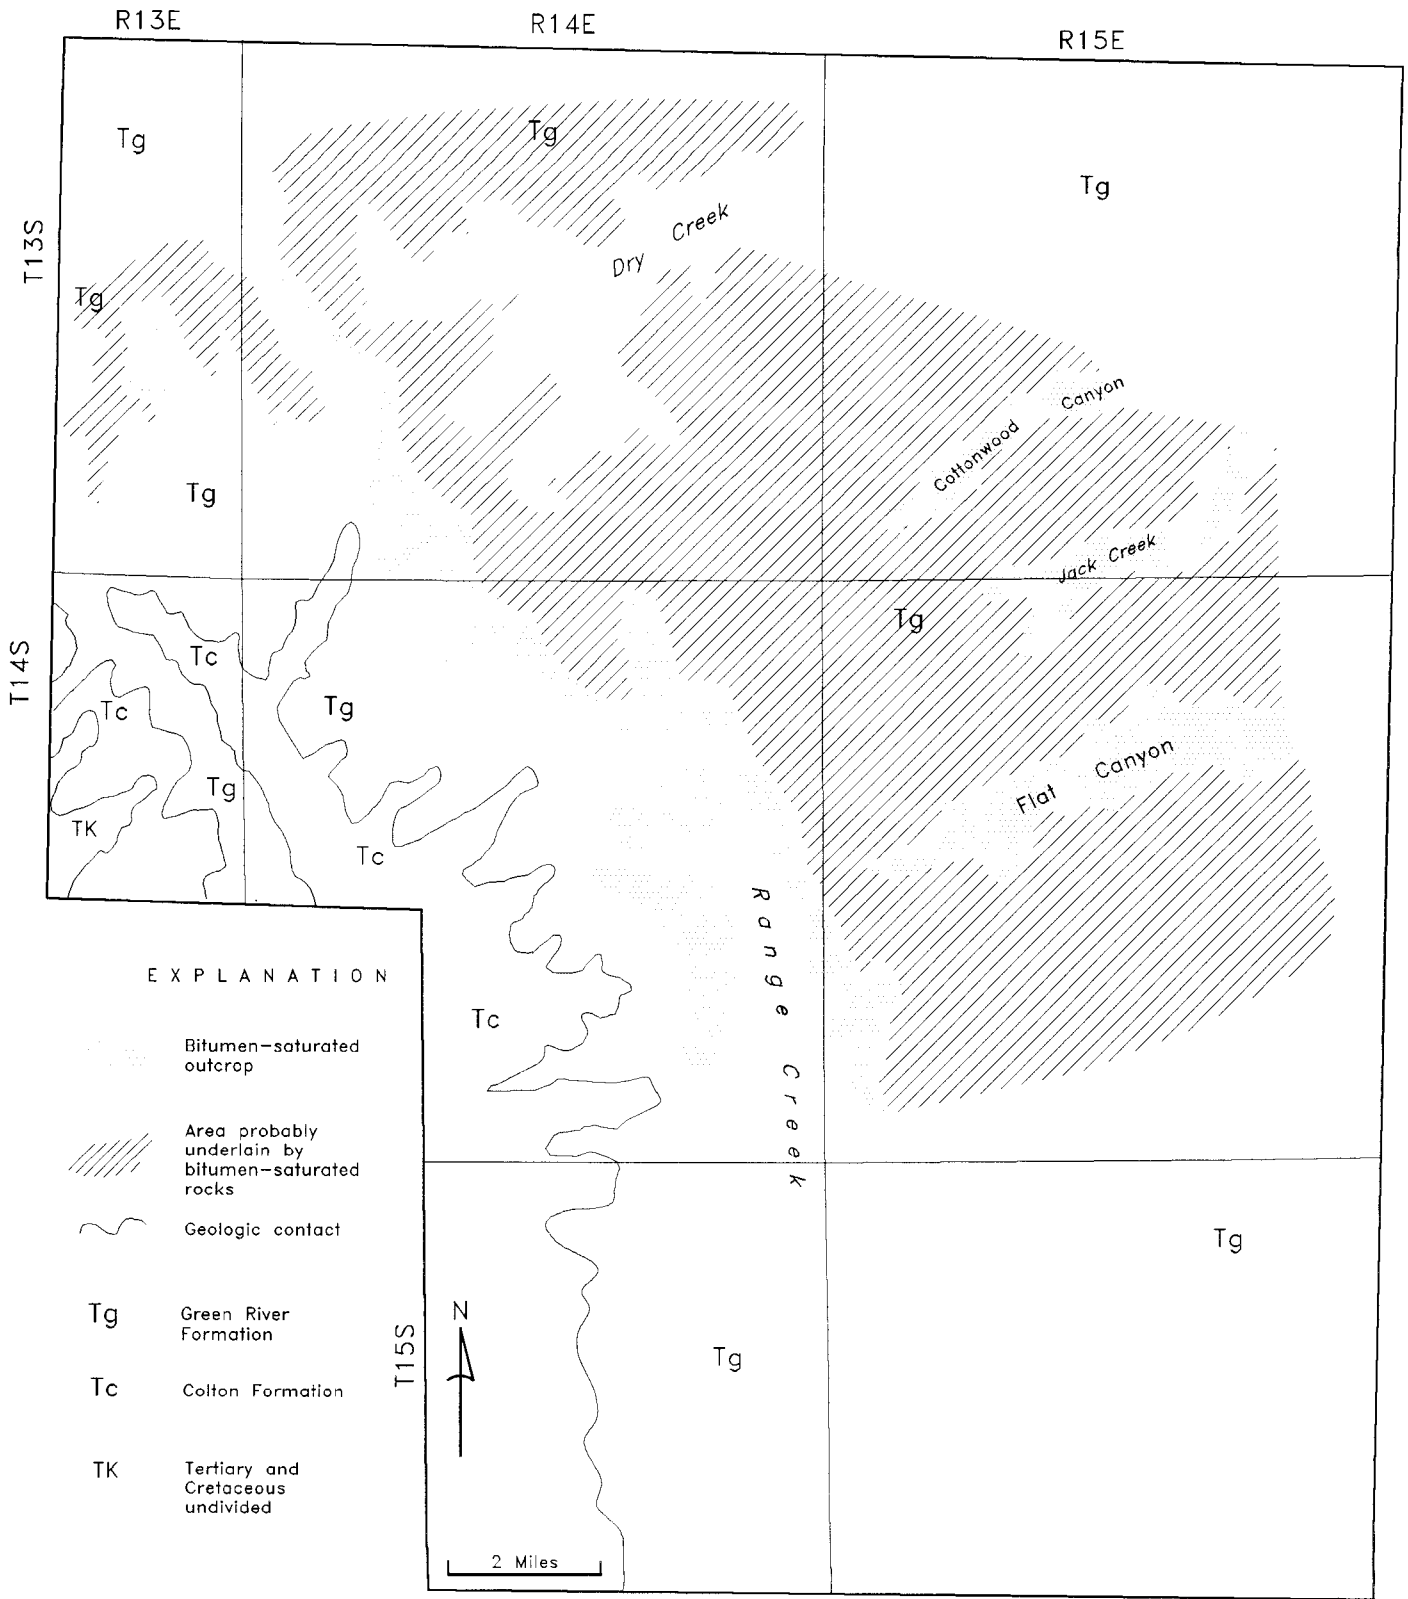 R13E
R14E
R15E
Tg
Tg
Tg
T13S
Creek
Dry
Tg
Canyon
Cottonwood
Tg
Jack Creek
Tg
T14S
Tc
Tg
Tc
Canyon
Flat
Tg
TK
Tc
Range Creek
EXPLANATION
Tc
Bitumen-saturated
outcrop
Area probably
underlain by
bitumen-saturated
rocks
Geologic contact
Tg
Tg Green River
Formation
N
T15S
Tg
Tc Colton Formation
TK Tertiary and
Cretaceous
undivided
2 Miles